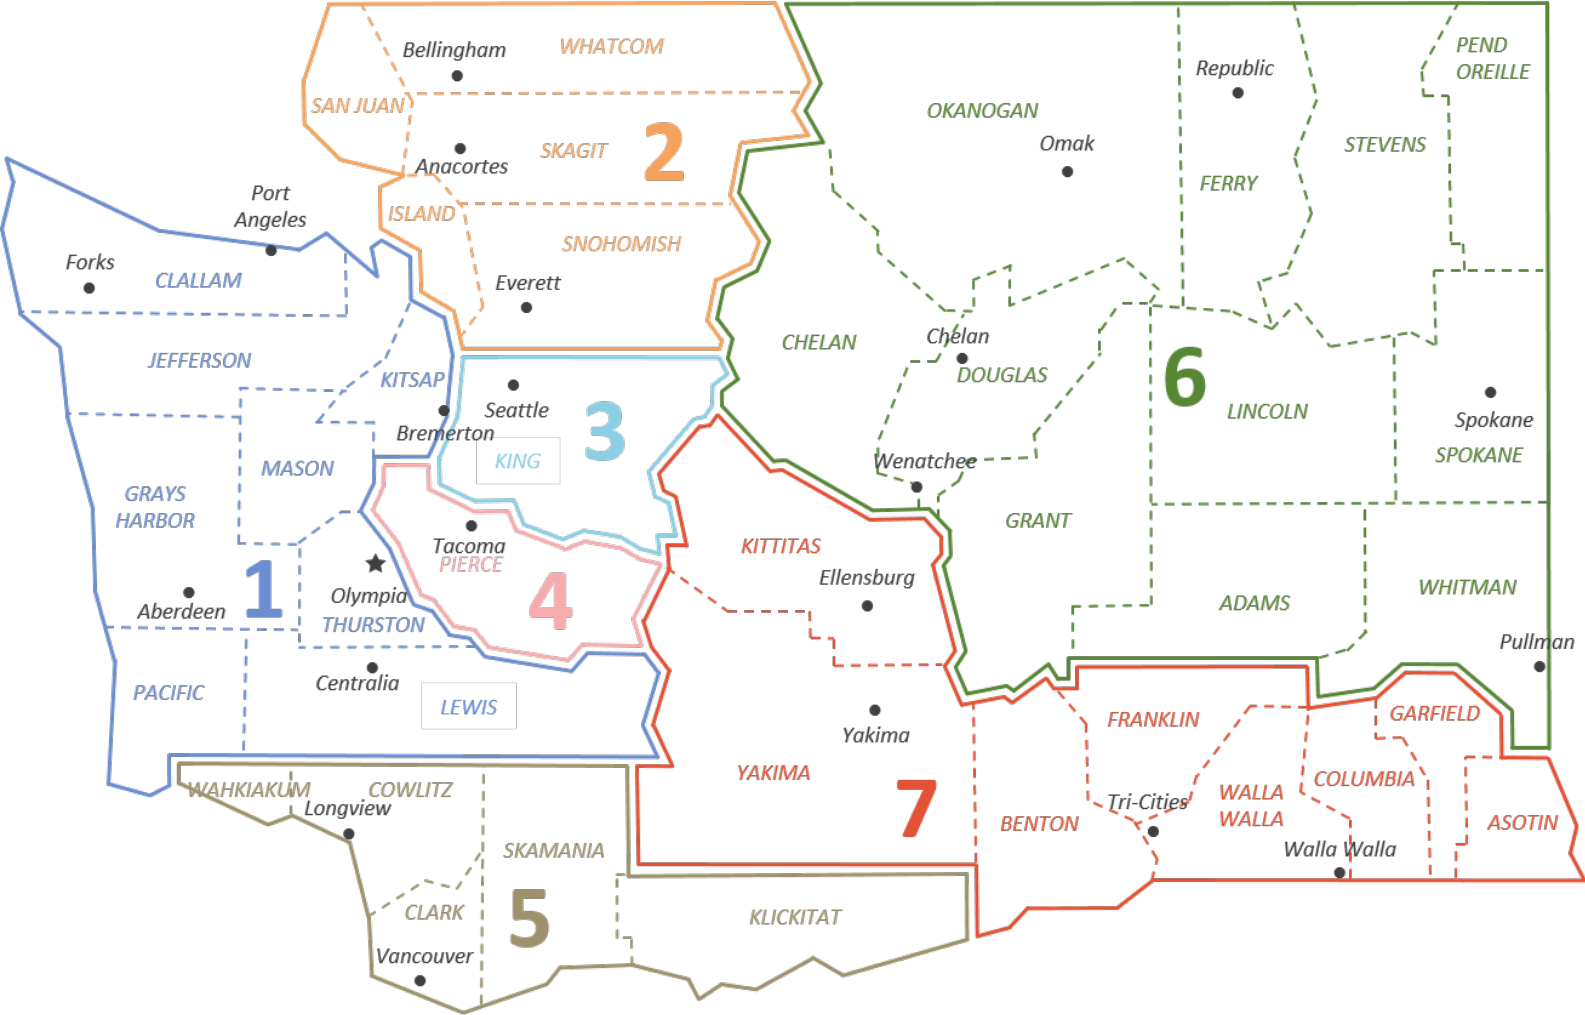 Bellingham
WHATCOM
SAN JUAN
Anacortes
SKAGIT
2
ISLAND
SNOHOMISH
Everett
Port
Angeles
Forks
CLALLAM
JEFFERSON
KITSAP
Bremerton
MASON
GRAYS
HARBOR
Aberdeen
1
Olympia
THURSTON
Centralia
PACIFIC
LEWIS
Seattle
3
KING
Tacoma
PIERCE
4
WAHKIAKUM
COWLITZ
Longview
SKAMANIA
CLARK
5
Vancouver
KLICKITAT
OKANOGAN
Omak
Republic
FERRY
STEVENS
PEND
OREILLE
CHELAN
Chelan
DOUGLAS
6
LINCOLN
Spokane
SPOKANE
Wenatchee
GRANT
ADAMS
WHITMAN
Pullman
KITTITAS
Ellensburg
Yakima
YAKIMA
7
BENTON
FRANKLIN
Tri-Cities
WALLA
WALLA
Walla Walla
COLUMBIA
GARFIELD
ASOTIN